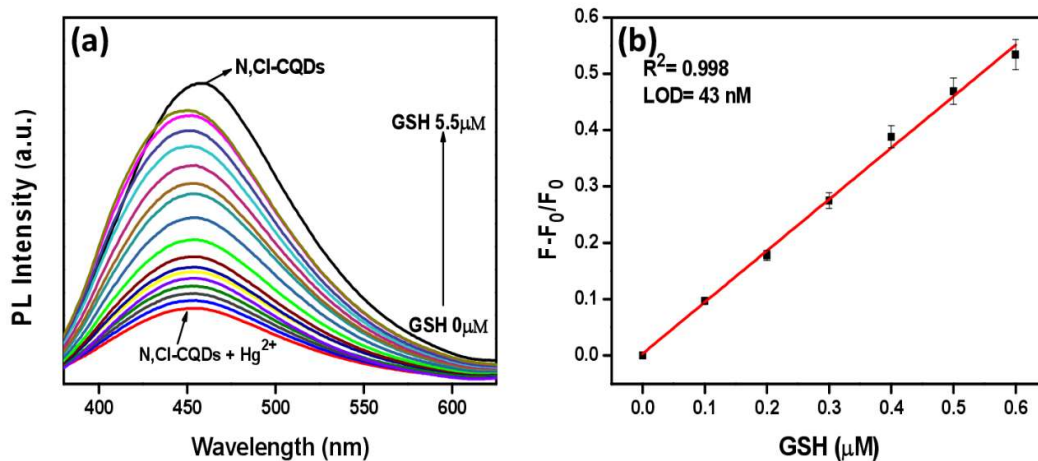 (a)
N,Cl-CQDs
GSH 5.5μM
GSH 0μM
N,Cl-CQDs + Hg²⁺
PL Intensity (a.u.)
400 450 500 550 600
Wavelength (nm)
(b)
R²= 0.998
LOD= 43 nM
F-F₀/F₀
0.6
0.5
0.4
0.3
0.2
0.1
0.0
0.0 0.1 0.2 0.3 0.4 0.5 0.6
GSH (μM)